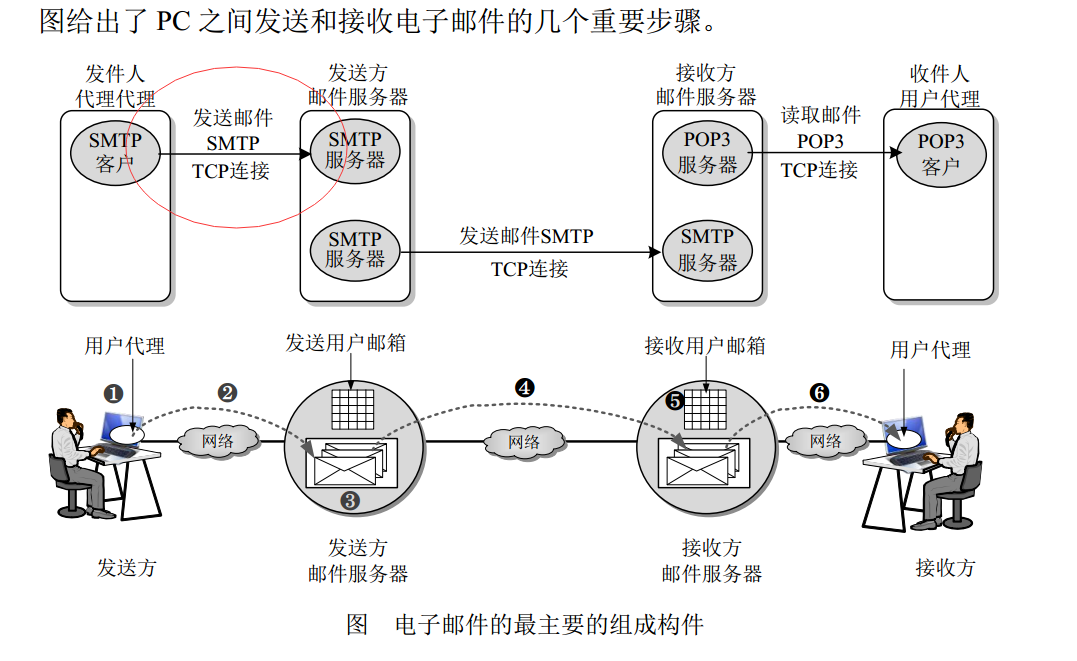 图给出了 PC 之间发送和接收电子邮件的几个重要步骤。
发件人
代理代理
发送方
邮件服务器
接收方
邮件服务器
收件人
用户代理
SMTP
客户
发送邮件
SMTP
TCP连接
SMTP
服务器
POP3
服务器
读取邮件
POP3
TCP连接
POP3
客户
SMTP
服务器
发送邮件SMTP
TCP连接
SMTP
服务器
用户代理
发送用户邮箱
接收用户邮箱
用户代理
❶
❷
❹
❺
❻
网络
网络
网络
❸
发送方
发送方
邮件服务器
接收方
邮件服务器
接收方
图 电子邮件的最主要的组成构件